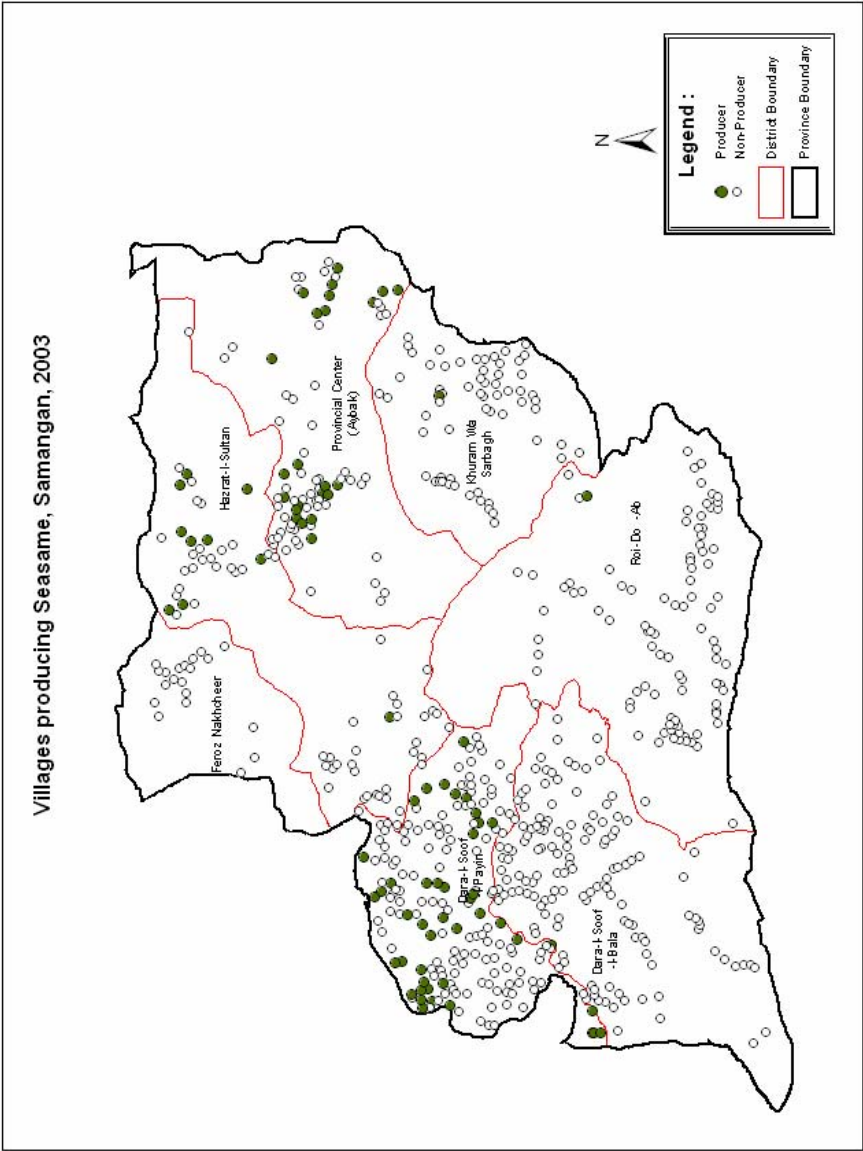 Villages producing Seasame, Samangan, 2003
Feroz Nakhcheer
Hazrat-I-Sultan
Provincial Center
(Aybak)
Khuram Wa
Sarbagh
Dara-I-Soof
-I-Payin
Roi-Do -Ab
Dara-I-Soof
-I-Bala
N
Legend :
Producer
Non-Producer
District Boundary
Province Boundary